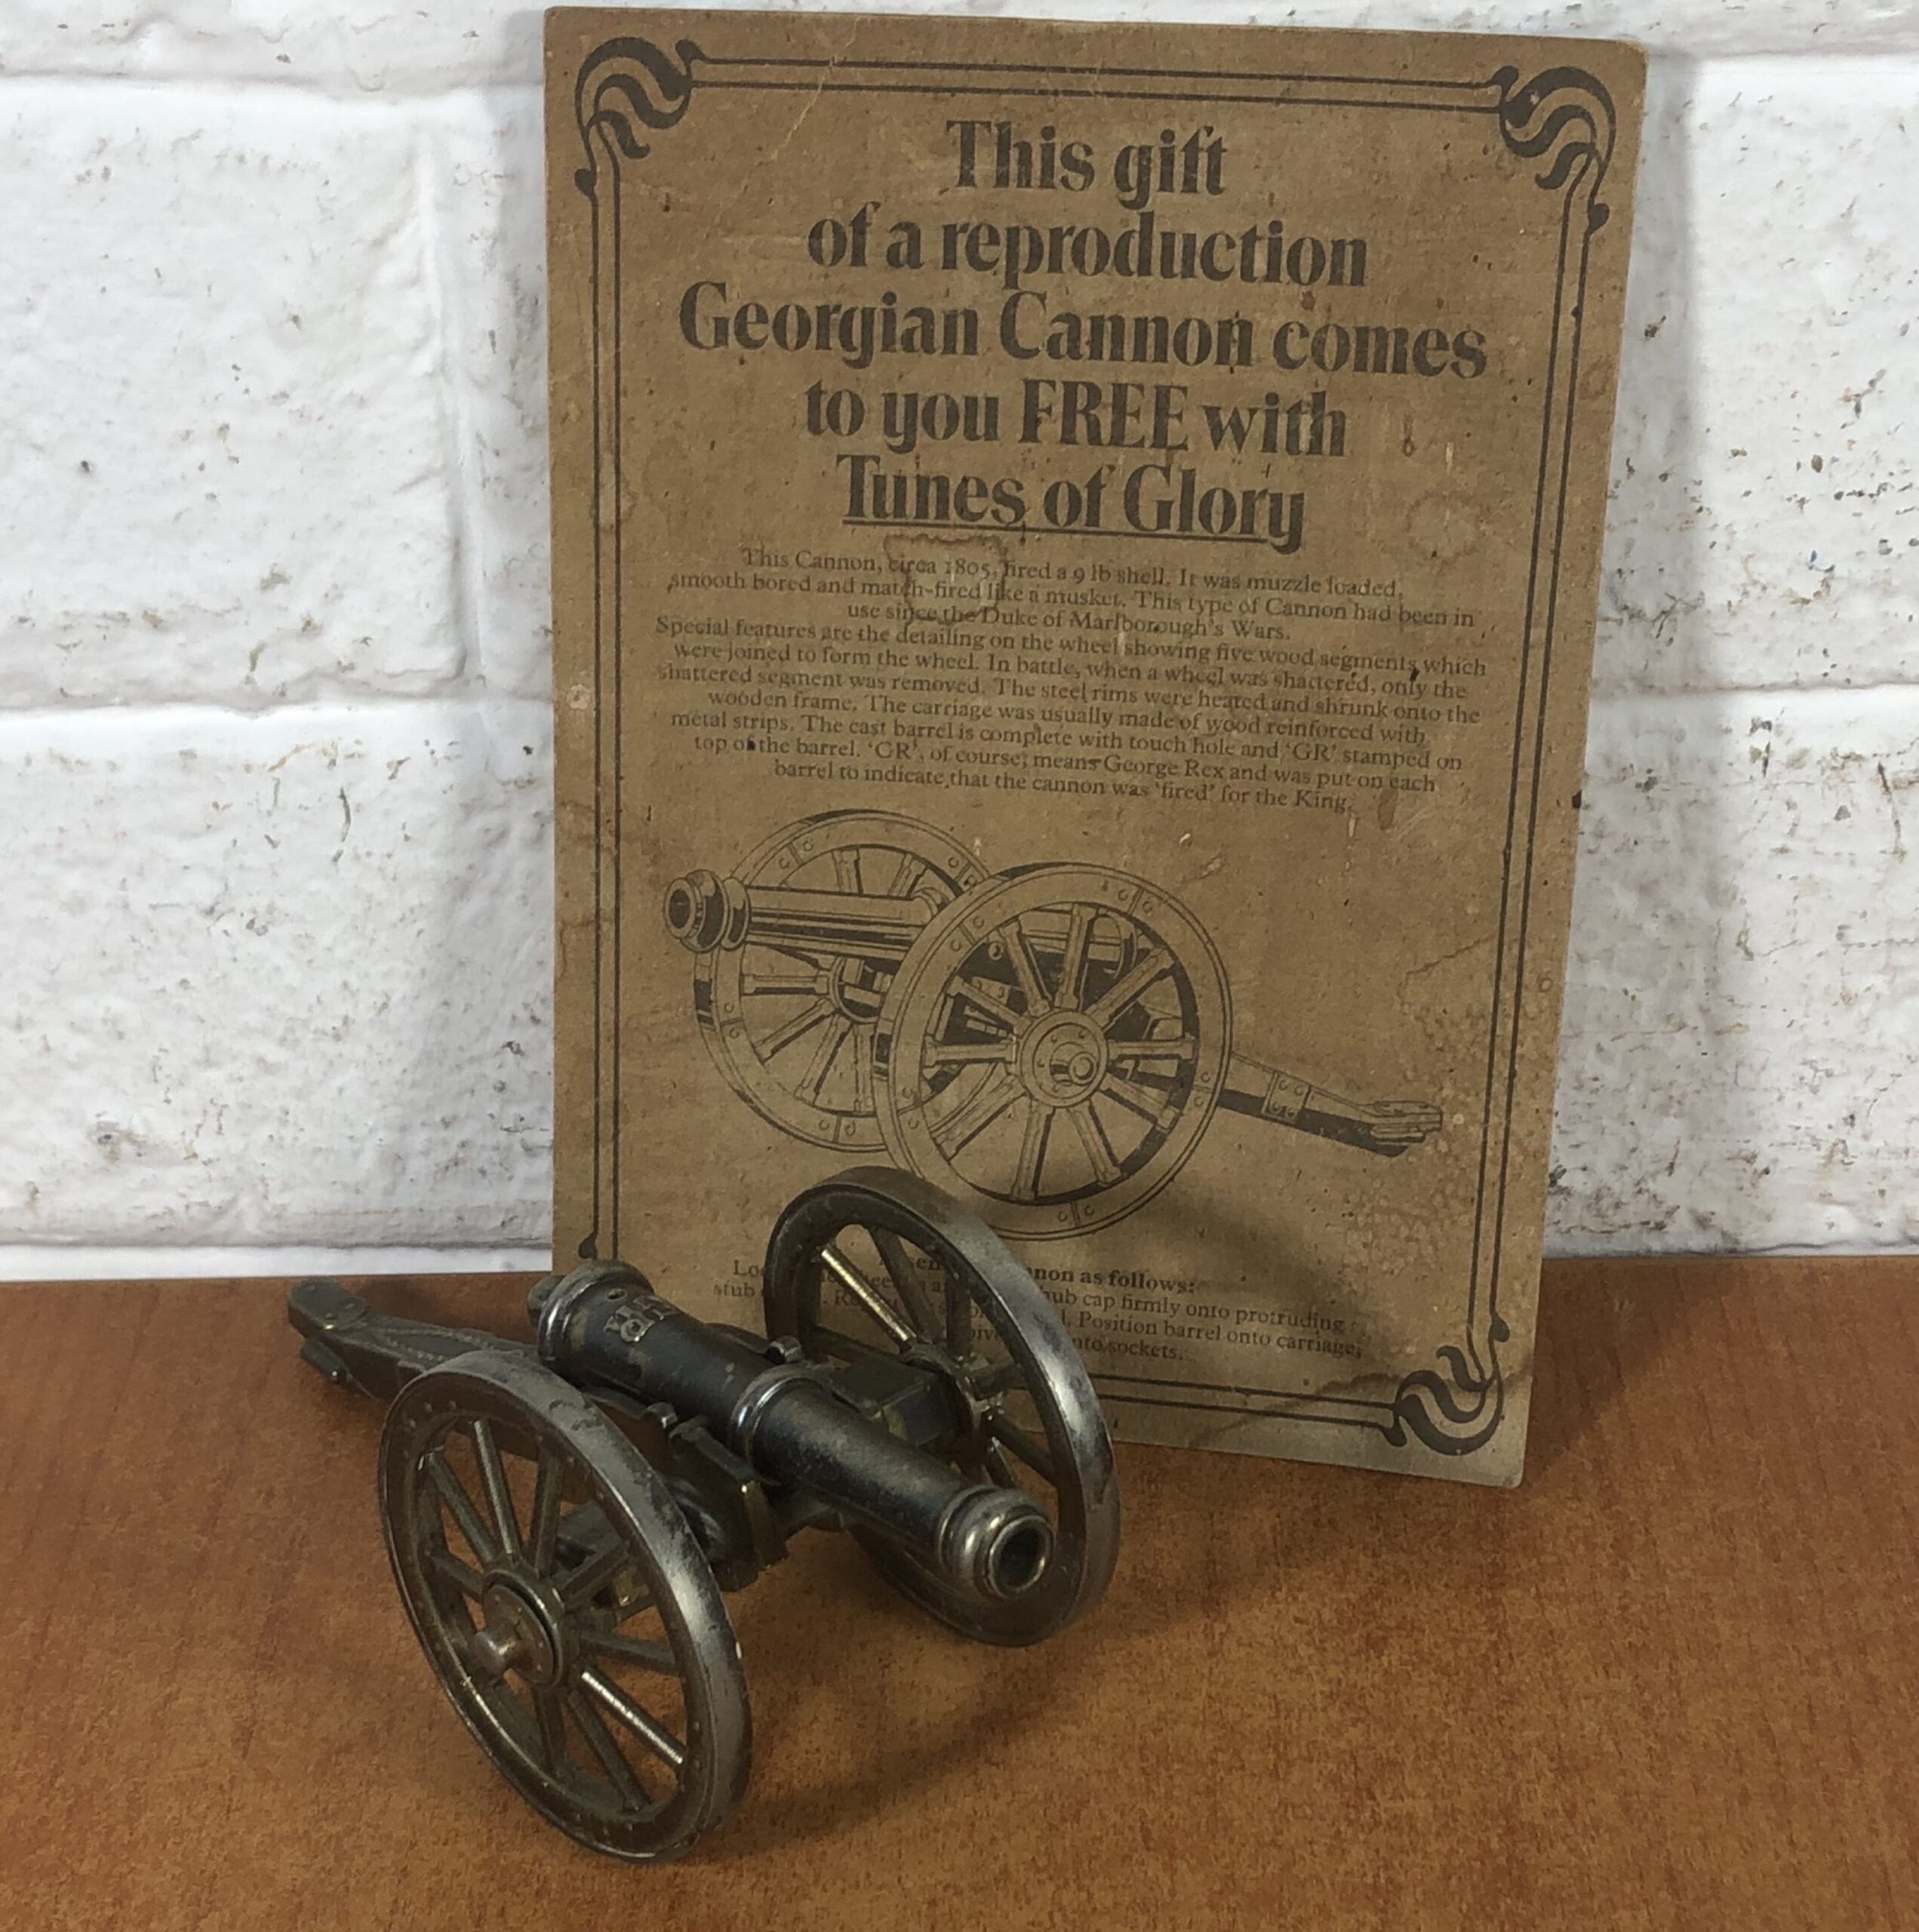 This gift
of a reproduction
Georgian Cannon comes
to you FREE with
Tunes of Glory
This Cannon, circa 1805, fired a 9 lb shell. It was muzzle loaded,
smooth bored and match-fired like a musket. This type of Cannon had been in
use since the Duke of Marlborough's Wars.
Special features are the detailing on the wheel showing five wood segments which
were joined to form the wheel. In battle, when a wheel was shattered, only the
shattered segment was removed. The steel rims were heated and shrunk onto the
wooden frame. The carriage was usually made of wood reinforced with
metal strips. The cast barrel is complete with touch hole and 'GR' stamped on
top of the barrel. 'GR', of course, means George Rex and was put on each
barrel to indicate that the cannon was 'fired' for the King.
as follows:
hub cap firmly onto protruding
stub Position barrel onto carriage,
sockets.